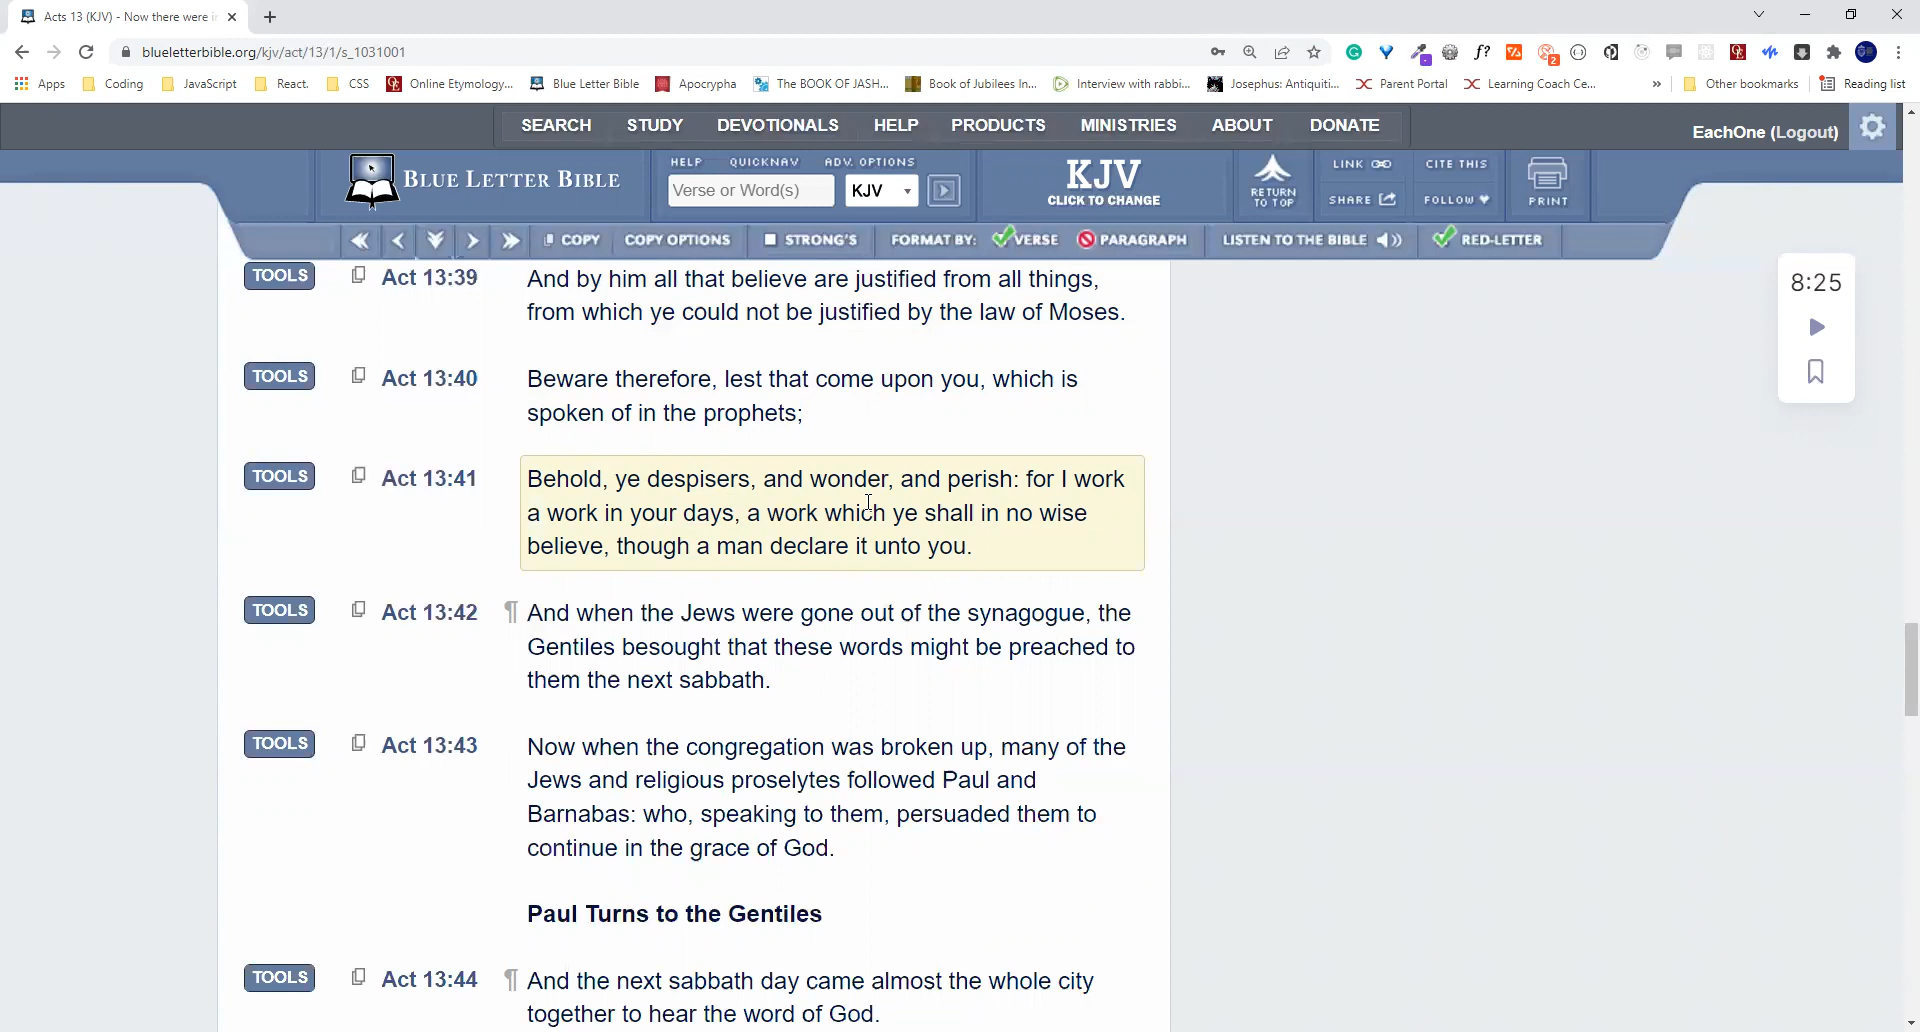 Acts 13 (KJV) - Now there were in
blueletterbible.org/kjv/act/13/1/s_1031001
Apps
Coding
JavaScript
React.
CSS
Online Etymology...
Blue Letter Bible
Apocrypha
The BOOK OF JASH...
Book of Jubilees In...
Interview with rabbi...
Josephus: Antiquiti...
Parent Portal
Learning Coach Ce...
»
Other bookmarks
Reading list
SEARCH STUDY DEVOTIONALS HELP PRODUCTS MINISTRIES ABOUT DONATE
EachOne (Logout)
BLUE LETTER BIBLE
HELP QUICKNAV ADV. OPTIONS
Verse or Word(s)
KJV
KJV
CLICK TO CHANGE
RETURN
TO TOP
LINK
CITE THIS
SHARE
FOLLOW
PRINT
COPY
COPY OPTIONS
STRONG'S
FORMAT BY:
VERSE
PARAGRAPH
LISTEN TO THE BIBLE
RED-LETTER
8:25
TOOLS Act 13:39 And by him all that believe are justified from all things,
from which ye could not be justified by the law of Moses.
TOOLS Act 13:40 Beware therefore, lest that come upon you, which is
spoken of in the prophets;
TOOLS Act 13:41 Behold, ye despisers, and wonder, and perish: for I work
a work in your days, a work which ye shall in no wise
believe, though a man declare it unto you.
TOOLS Act 13:42 ¶ And when the Jews were gone out of the synagogue, the
Gentiles besought that these words might be preached to
them the next sabbath.
TOOLS Act 13:43 Now when the congregation was broken up, many of the
Jews and religious proselytes followed Paul and
Barnabas: who, speaking to them, persuaded them to
continue in the grace of God.
Paul Turns to the Gentiles
TOOLS Act 13:44 ¶ And the next sabbath day came almost the whole city
together to hear the word of God.